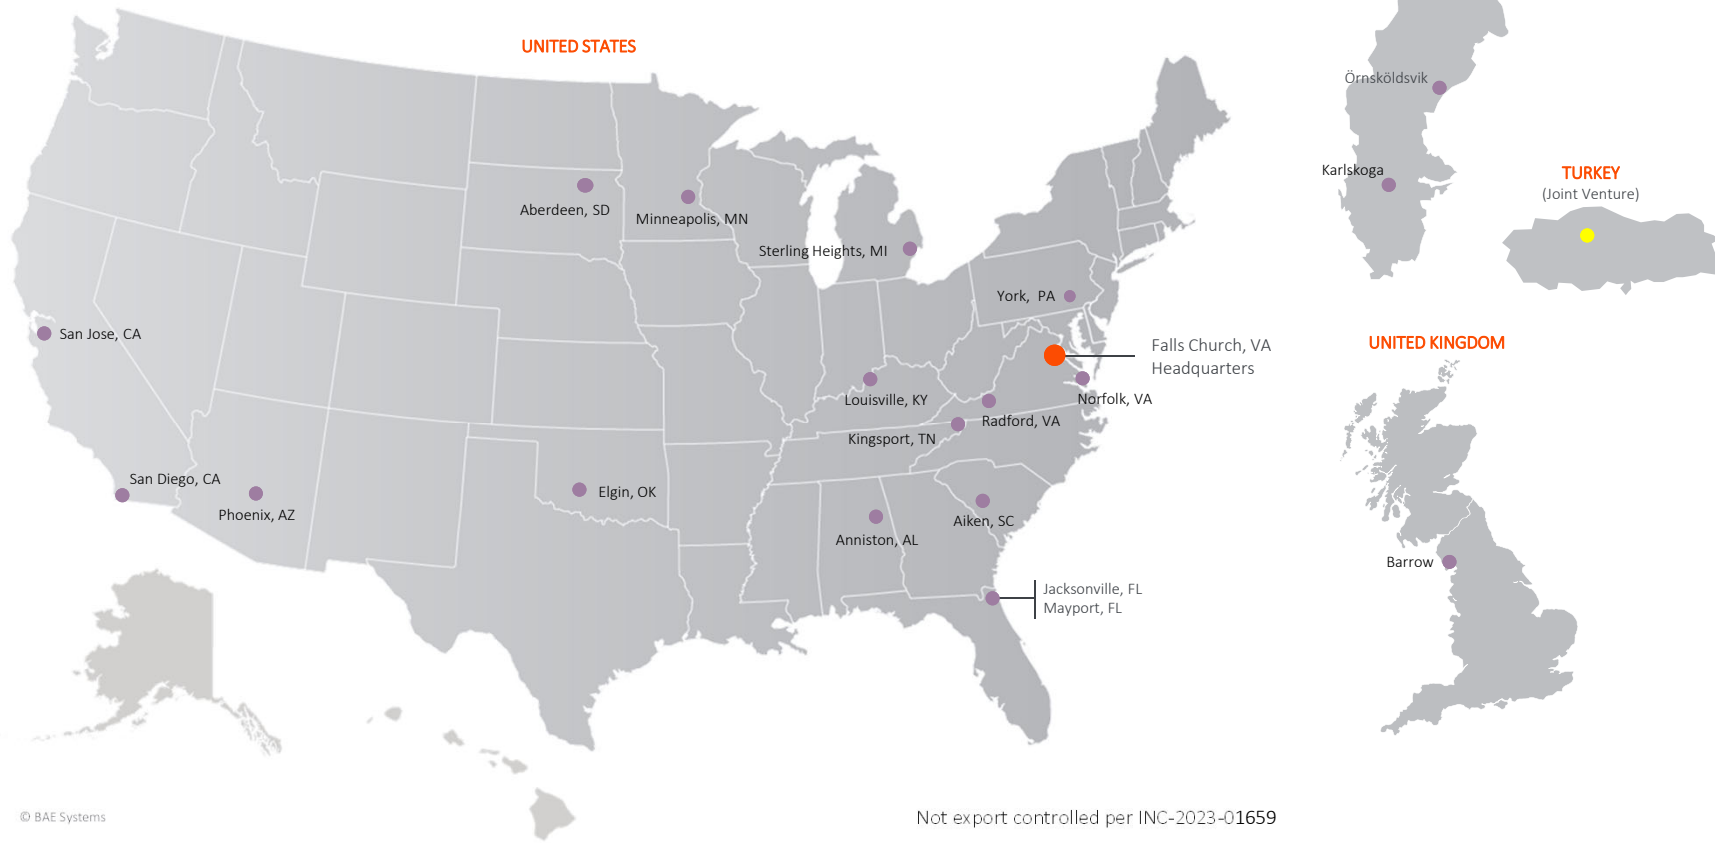 UNITED STATES
Örnsköldsvik
Karlskoga
TURKEY
(Joint Venture)
Aberdeen, SD
Minneapolis, MN
Sterling Heights, MI
York, PA
San Jose, CA
Falls Church, VA
Headquarters
UNITED KINGDOM
Louisville, KY
Norfolk, VA
Radford, VA
Kingsport, TN
San Diego, CA
Phoenix, AZ
Elgin, OK
Aiken, SC
Anniston, AL
Barrow
Jacksonville, FL
Mayport, FL
© BAE Systems
Not export controlled per INC-2023-01659